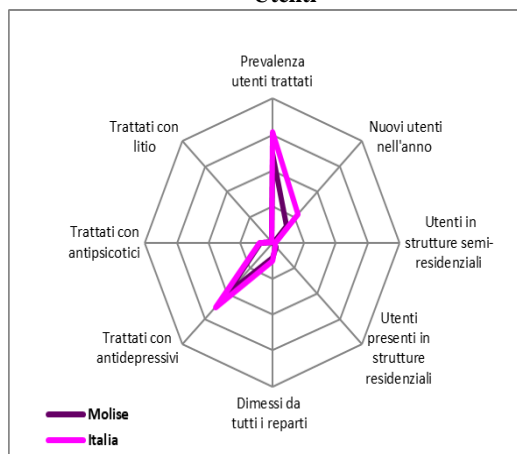 Utenti
Prevalenza
utenti trattati
Nuovi utenti
nell'anno
Utenti in
strutture semi-
residenziali
Utenti
presenti in
strutture
residenziali
Dimessi da
tutti i reparti
Trattati con
antidepressivi
Trattati con
antipsicotici
Trattati con
litio
Molise
Italia